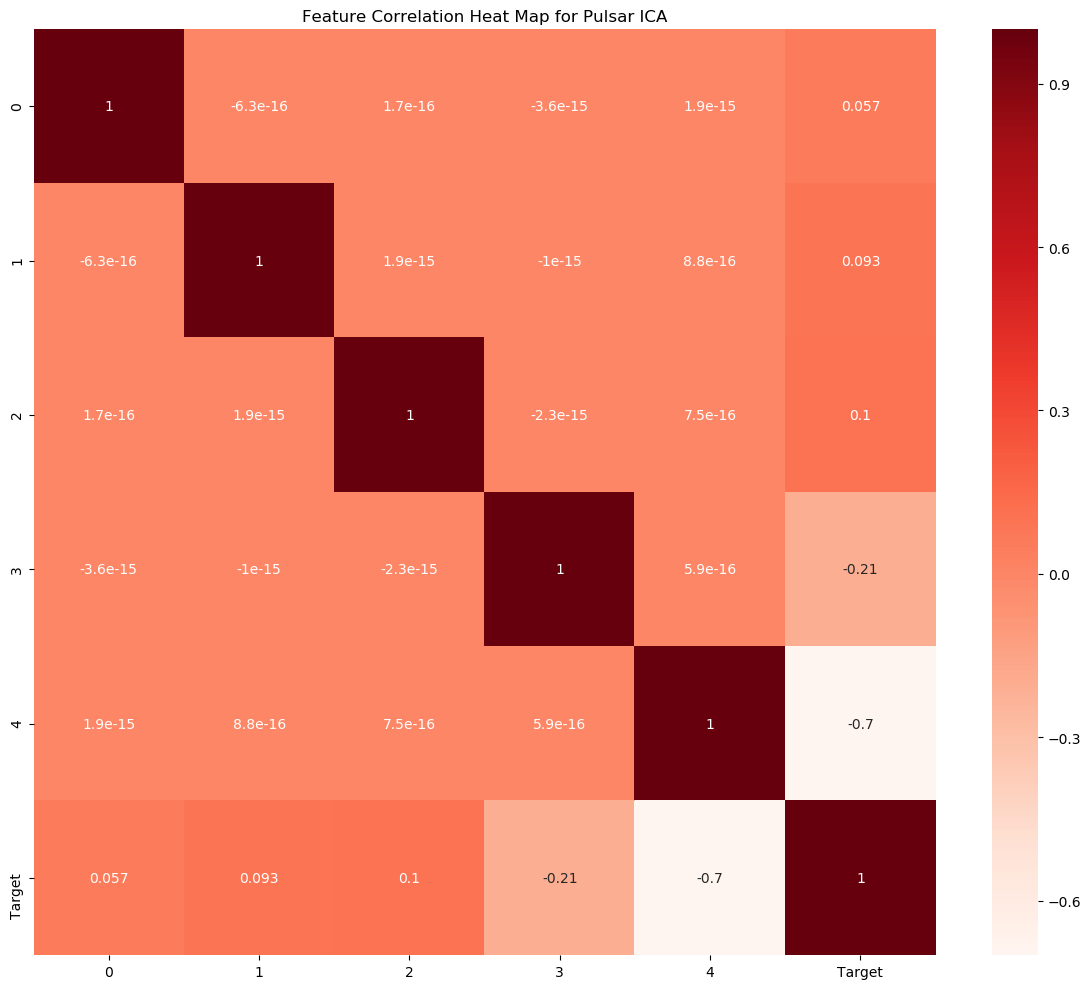 Feature Correlation Heat Map for Pulsar ICA
0 1 -6.3e-16 1.7e-16 -3.6e-15 1.9e-15 0.057
1 -6.3e-16 1 1.9e-15 -1e-15 8.8e-16 0.093
2 1.7e-16 1.9e-15 1 -2.3e-15 7.5e-16 0.1
3 -3.6e-15 -1e-15 -2.3e-15 1 5.9e-16 -0.21
4 1.9e-15 8.8e-16 7.5e-16 5.9e-16 1 -0.7
Target 0.057 0.093 0.1 -0.21 -0.7 1
0 1 2 3 4 Target
0.9
0.6
0.3
0.0
−0.3
−0.6